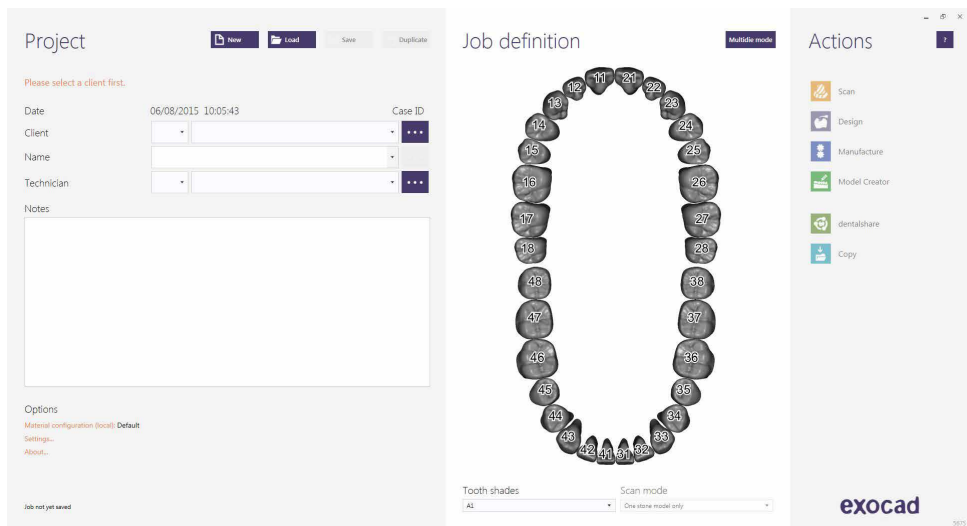 Project
New
Load
Save
Duplicate
Please select a client first.
Date 06/08/2015 10:05:43 Case ID
Client
Name
Technician
Notes
Options
Material configuration (local): Default
Settings...
About...
Job not yet saved
Job definition
Multidie mode
11 21
12 22
13 23
14 24
15 25
16 26
17 27
18 28
48 38
47 37
46 36
45 35
44 34
43 33
42 41 31 32
Tooth shades Scan mode
A1 One stone model only
Actions
?
Scan
Design
Manufacture
Model Creator
dentalshare
Copy
exocad
5615